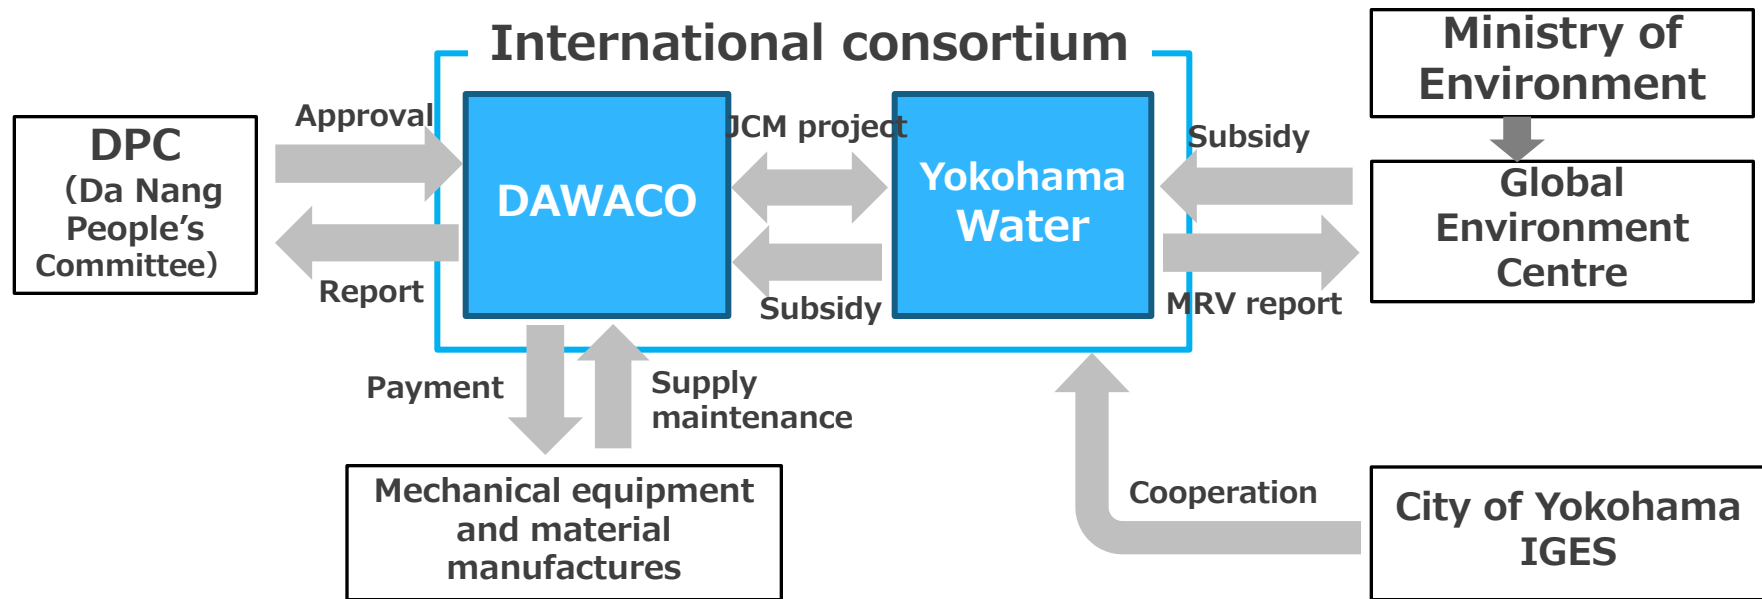 International consortium
Ministry of
Environment
DPC
（Da Nang
People’s
Committee）
Approval
Report
DAWACO
JCM project
Subsidy
Yokohama
Water
Subsidy
MRV report
Global
Environment
Centre
Payment
Supply
maintenance
Mechanical equipment
and material
manufactures
Cooperation
City of Yokohama
IGES